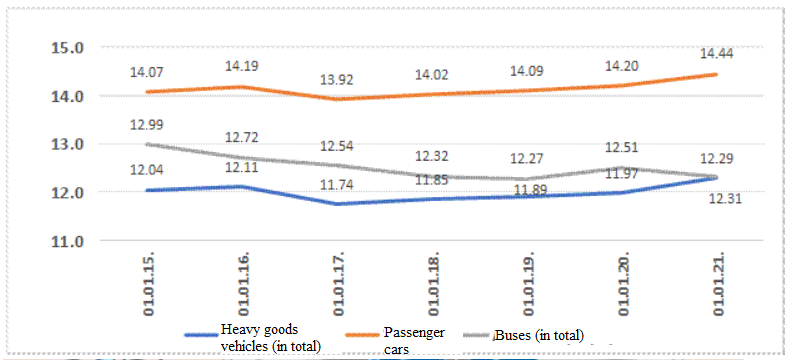 15.0
14.0
13.0
12.0
11.0
14.07 14.19 13.92 14.02 14.09 14.20 14.44
12.99 12.72 12.54 12.32 12.27 12.51 12.29
12.04 12.11 11.74 11.85 11.89 11.97 12.31
01.01.15. 01.01.16. 01.01.17. 01.01.18. 01.01.19. 01.01.20. 01.01.21.
Heavy goods
vehicles (in total)
Passenger
cars
Buses (in total)